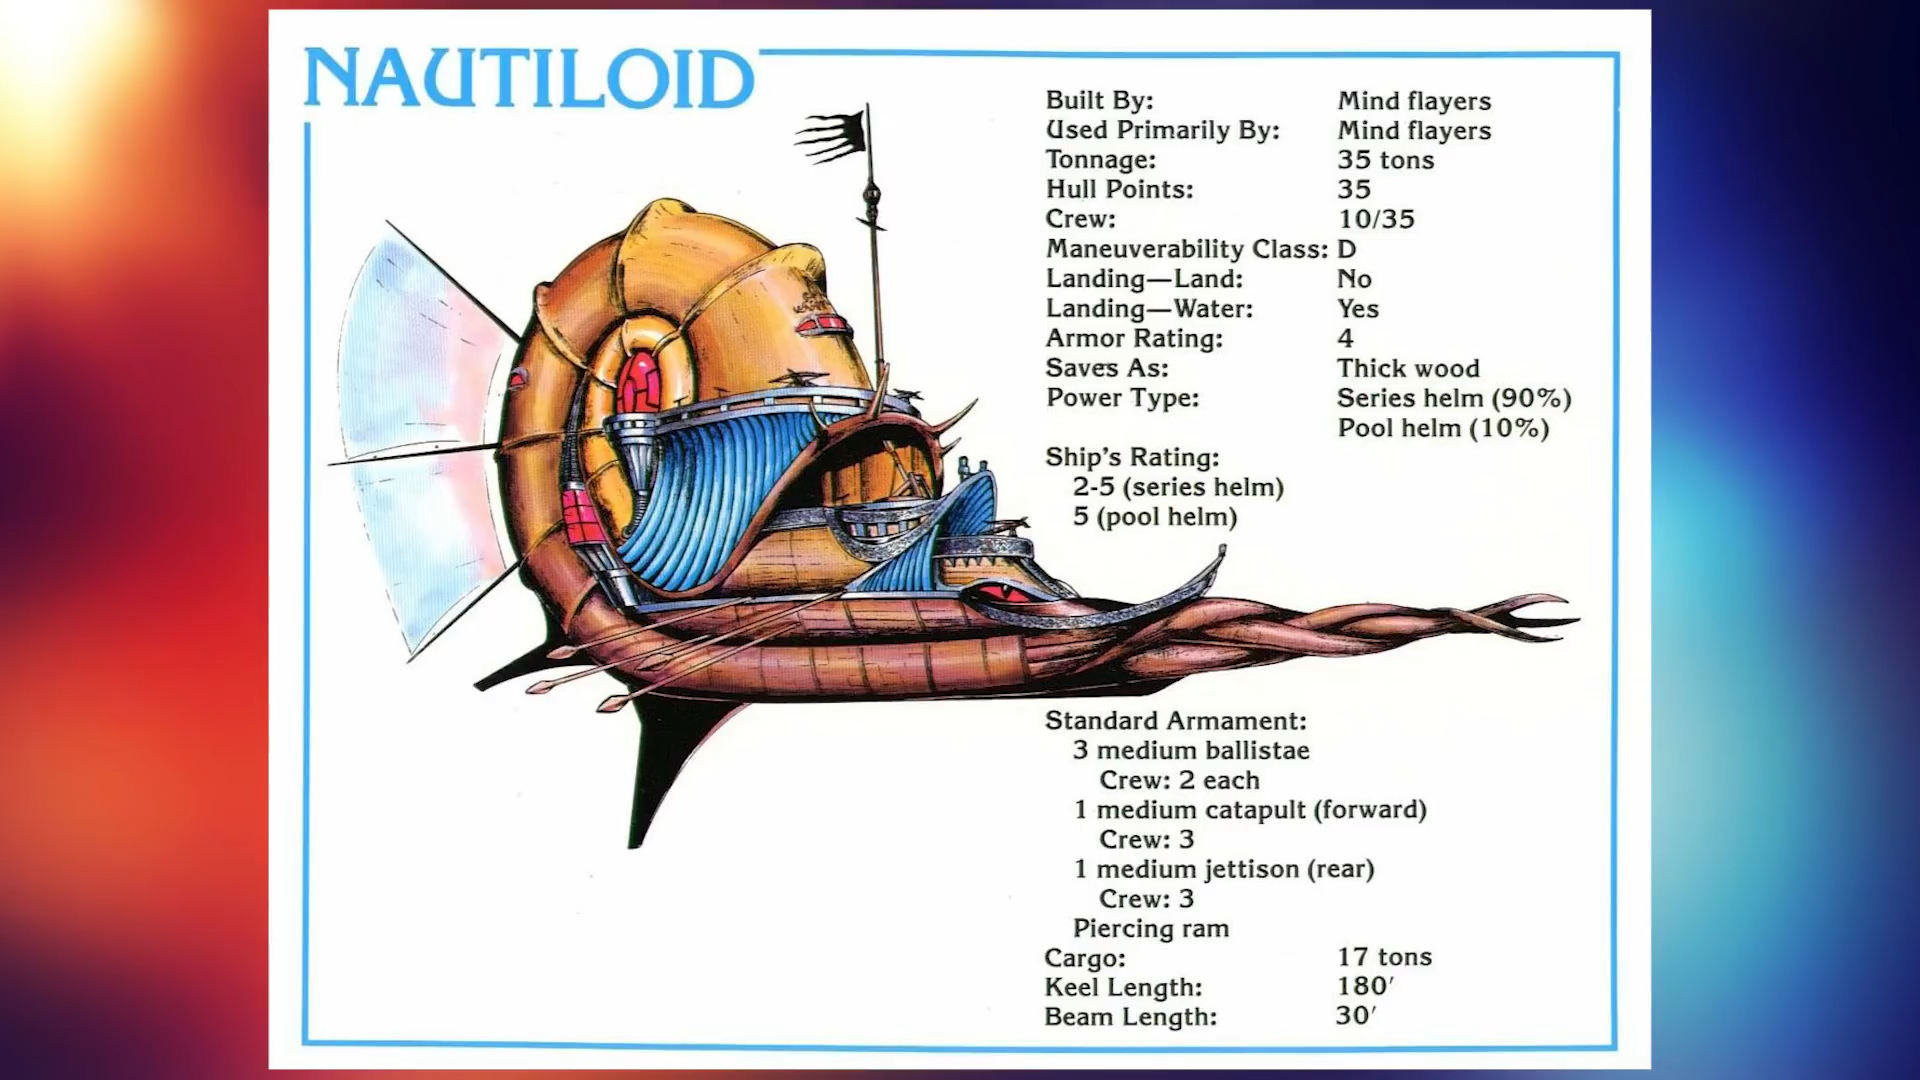 NAUTILOID
Built By: Mind flayers
Used Primarily By: Mind flayers
Tonnage: 35 tons
Hull Points: 35
Crew: 10/35
Maneuverability Class: D
Landing—Land: No
Landing—Water: Yes
Armor Rating: 4
Saves As: Thick wood
Power Type: Series helm (90%)
Pool helm (10%)
Ship's Rating:
2-5 (series helm)
5 (pool helm)
Standard Armament:
3 medium ballistae
Crew: 2 each
1 medium catapult (forward)
Crew: 3
1 medium jettison (rear)
Crew: 3
Piercing ram
Cargo: 17 tons
Keel Length: 180′
Beam Length: 30′